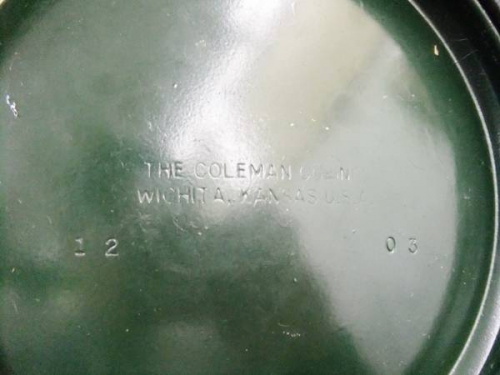 THE COLEMAN
WICHITA, KANSAS U.S.A
12 03